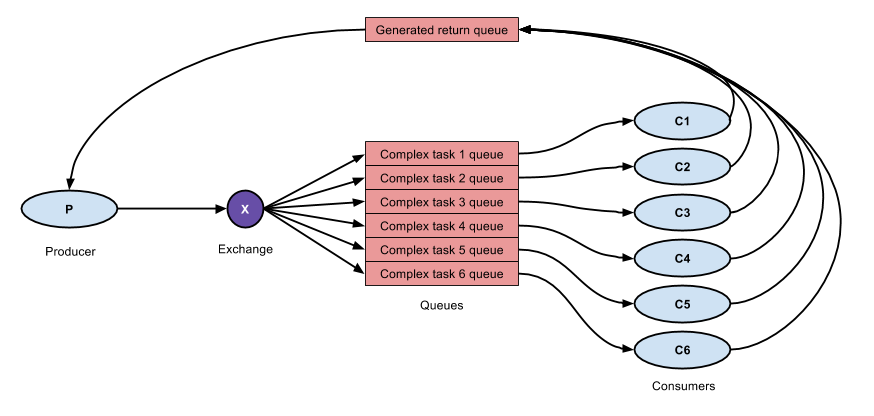 Generated return queue
P
Producer
X
Exchange
Complex task 1 queue
Complex task 2 queue
Complex task 3 queue
Complex task 4 queue
Complex task 5 queue
Complex task 6 queue
Queues
C1
C2
C3
C4
C5
C6
Consumers